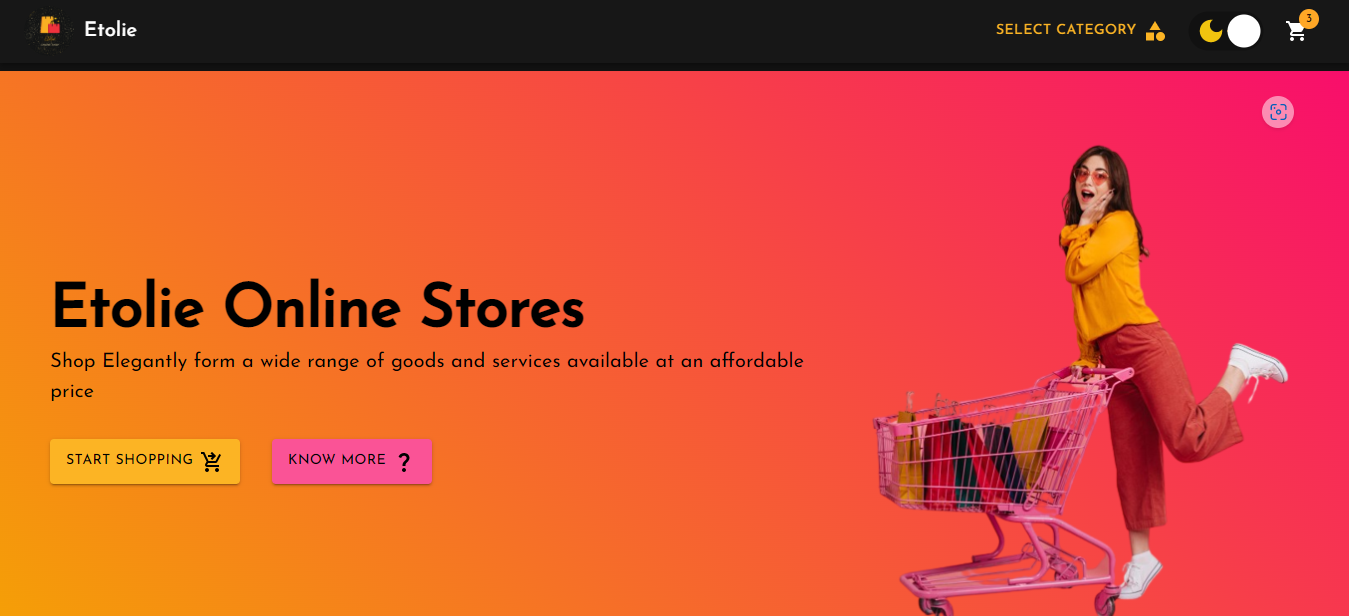 Etolie
SELECT CATEGORY
3
Etolie Online Stores
Shop Elegantly form a wide range of goods and services available at an affordable
price
START SHOPPING
KNOW MORE ?